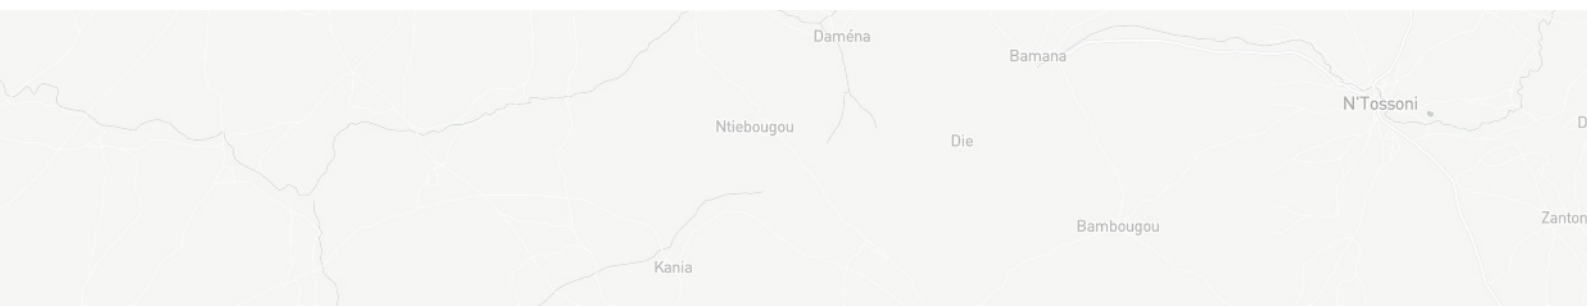 Daména
Bamana
N'Tossoni
Ntiebougou
Die
D
Zanton
Bambougou
Kania